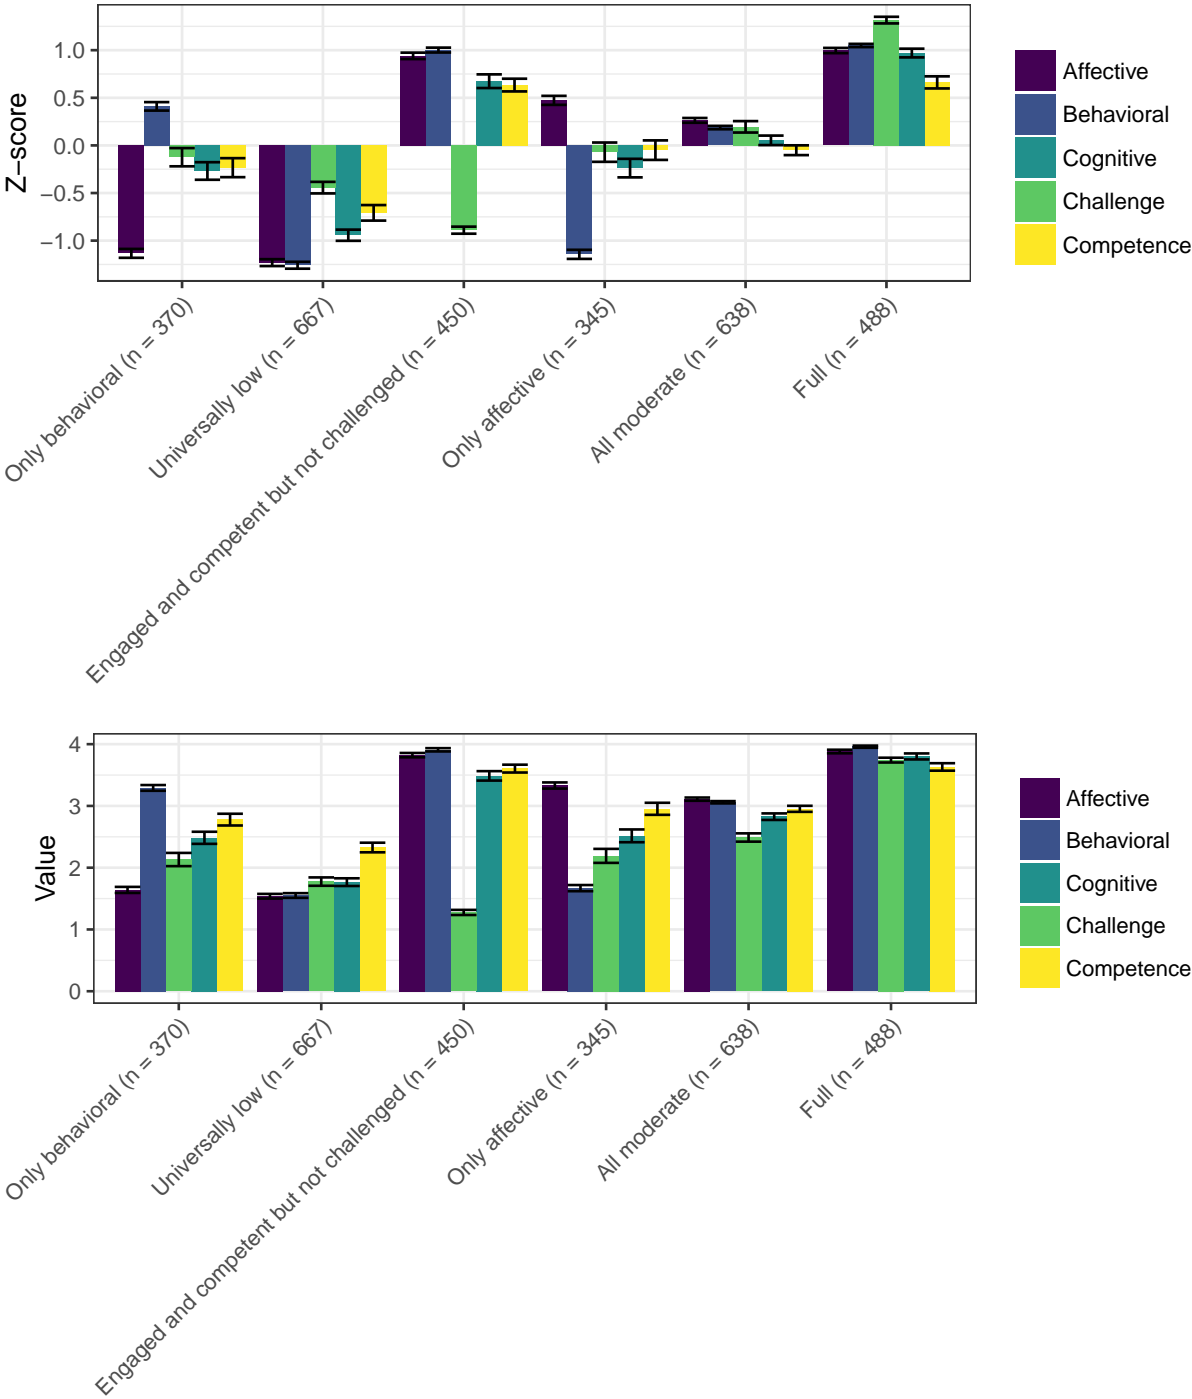 Z−score
1.0
0.5
0.0
−0.5
−1.0
Only behavioral (n = 370)
Universally low (n = 667)
Engaged and competent but not challenged (n = 450)
Only affective (n = 345)
All moderate (n = 638)
Full (n = 488)
Affective
Behavioral
Cognitive
Challenge
Competence
Value
4
3
2
1
0
Only behavioral (n = 370)
Universally low (n = 667)
Engaged and competent but not challenged (n = 450)
Only affective (n = 345)
All moderate (n = 638)
Full (n = 488)
Affective
Behavioral
Cognitive
Challenge
Competence